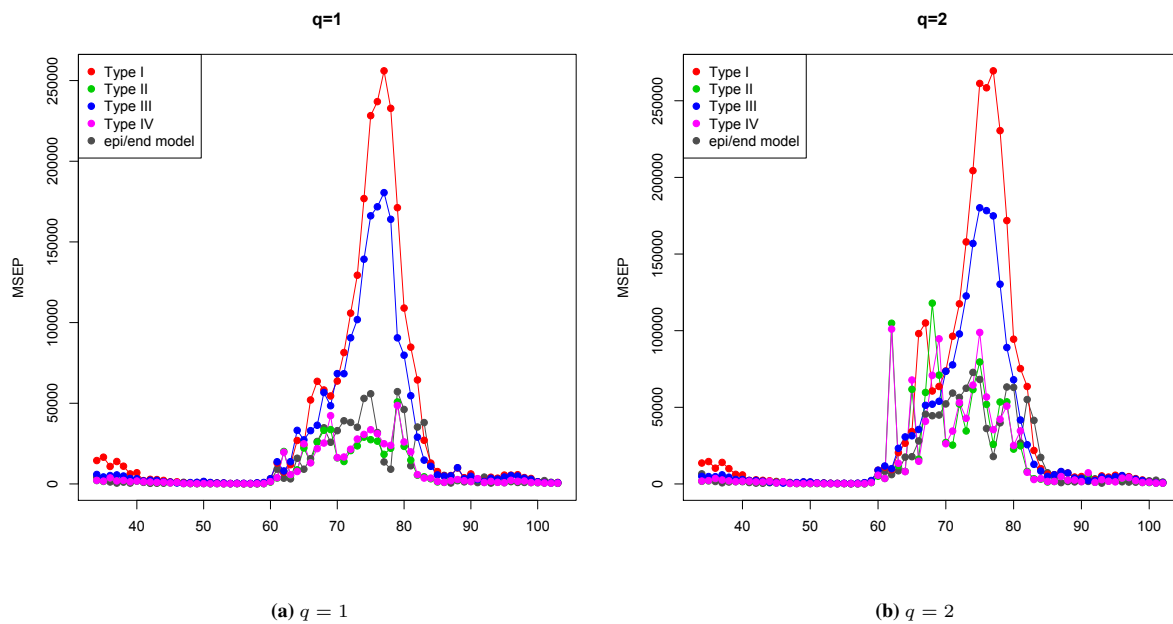 q=1
Type I
Type II
Type III
Type IV
epi/end model
MSEP
0
50000
100000
150000
200000
250000
40
50
60
70
80
90
100
(a) q = 1
q=2
Type I
Type II
Type III
Type IV
epi/end model
MSEP
0
50000
100000
150000
200000
250000
40
50
60
70
80
90
100
(b) q = 2